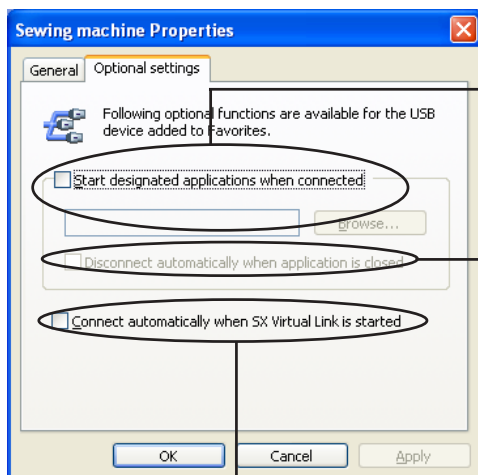 Sewing machine Properties
General
Optional settings
Following optional functions are available for the USB
device added to Favorites.
Start designated applications when connected
Browse...
Disconnect automatically when application is closed
Connect automatically when SX Virtual Link is started
OK
Cancel
Apply